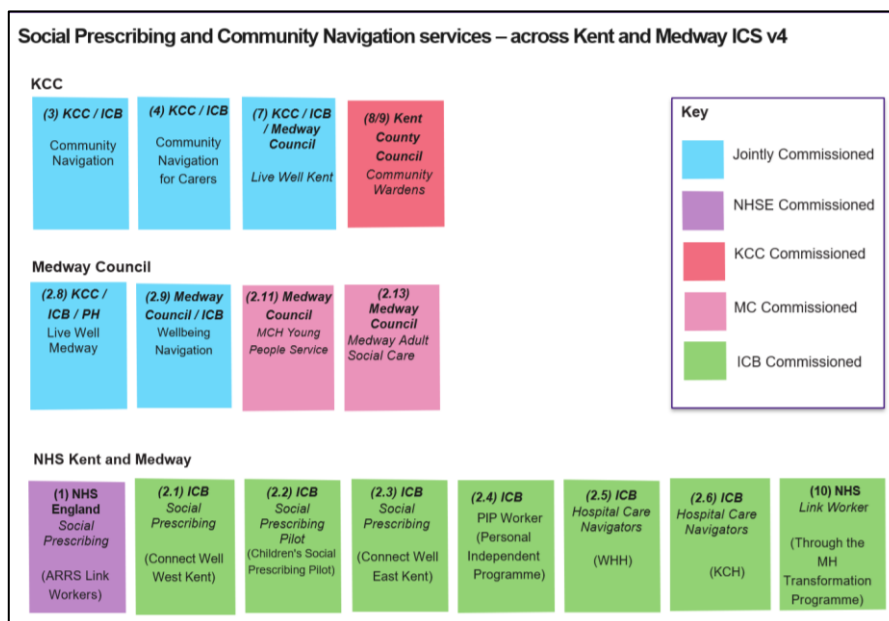 Social Prescribing and Community Navigation services – across Kent and Medway ICS v4
KCC
(3) KCC / ICB
Community
Navigation
(4) KCC / ICB
Community
Navigation
for Carers
(7) KCC / ICB
/ Medway
Council
Live Well Kent
(8/9) Kent
County
Council
Community
Wardens
Key
Jointly Commissioned
NHSE Commissioned
KCC Commissioned
MC Commissioned
ICB Commissioned
Medway Council
(2.8) KCC /
ICB / PH
Live Well
Medway
(2.9) Medway
Council / ICB
Wellbeing
Navigation
(2.11) Medway
Council
MCH Young
People Service
(2.13)
Medway
Council
Medway Adult
Social Care
NHS Kent and Medway
(1) NHS
England
Social
Prescribing
(ARRS Link
Workers)
(2.1) ICB
Social
Prescribing
(Connect Well
West Kent)
(2.2) ICB
Social
Prescribing
Pilot
(Children's Social
Prescribing Pilot)
(2.3) ICB
Social
Prescribing
(Connect Well
East Kent)
(2.4) ICB
PIP Worker
(Personal
Independent
Programme)
(2.5) ICB
Hospital Care
Navigators
(WHH)
(2.6) ICB
Hospital Care
Navigators
(KCH)
(10) NHS
Link Worker
(Through the
MH
Transformation
Programme)